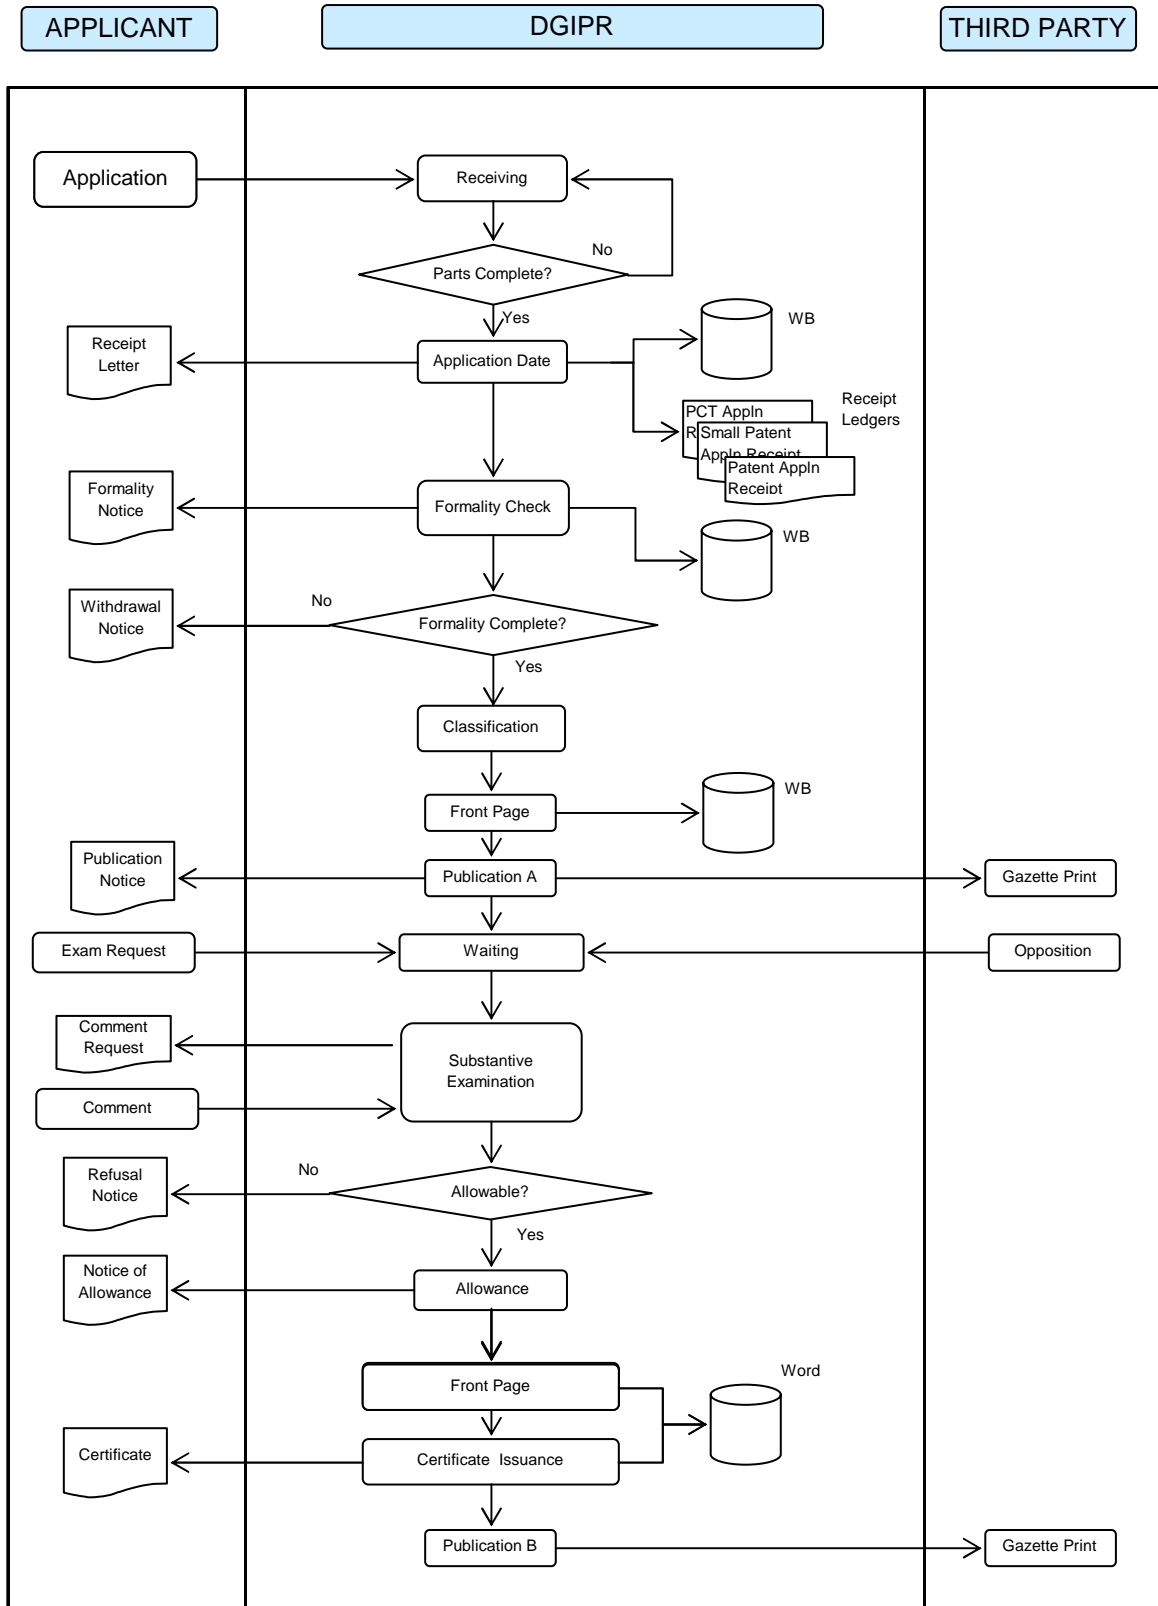 APPLICANT
DGIPR
THIRD PARTY
Application
Receiving
No
Parts Complete?
Yes
WB
Receipt
Letter
Application Date
Receipt
Ledgers
PCT Appln
R
Small Patent
Appln Receipt
Patent Appln
Receipt
Formality
Notice
Formality Check
WB
Withdrawal
Notice
No
Formality Complete?
Yes
Classification
WB
Front Page
Publication
Notice
Publication A
Gazette Print
Exam Request
Waiting
Opposition
Comment
Request
Substantive
Examination
Comment
No
Refusal
Notice
Allowable?
Yes
Notice of
Allowance
Allowance
Word
Front Page
Certificate
Certificate Issuance
Publication B
Gazette Print